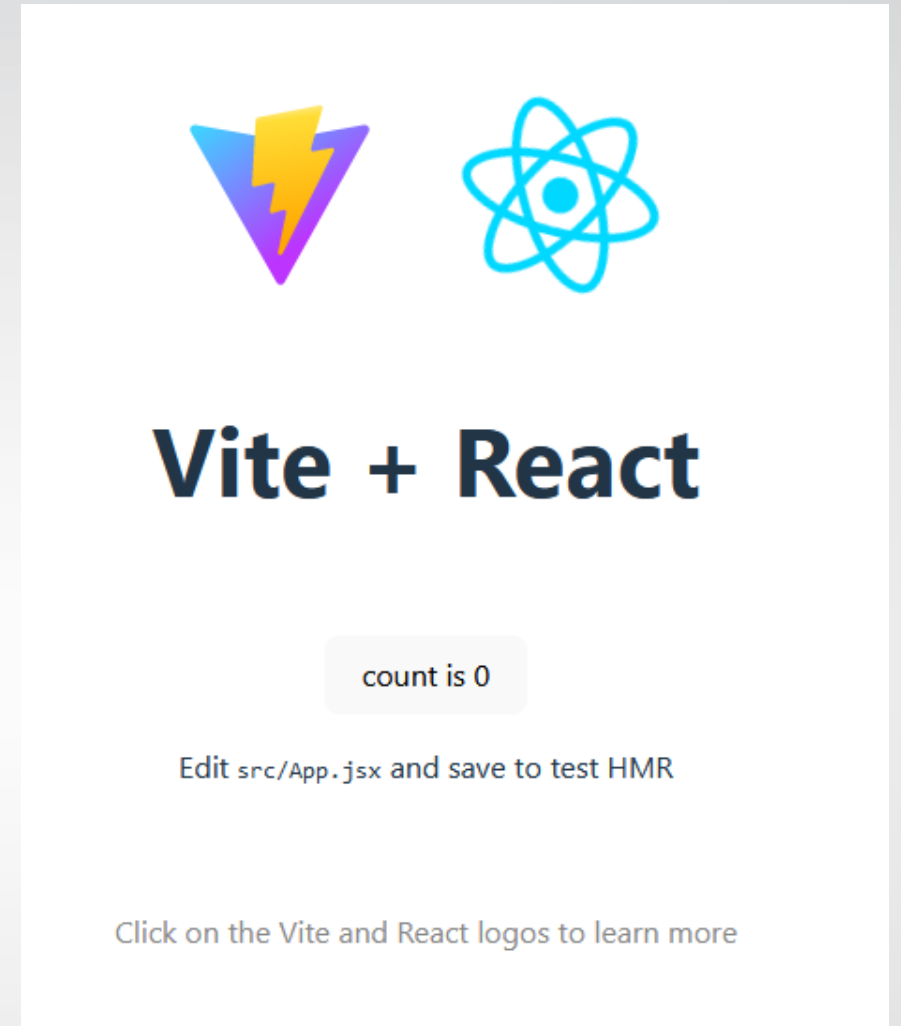 Vite + React
count is 0
Edit src/App.jsx and save to test HMR
Click on the Vite and React logos to learn more